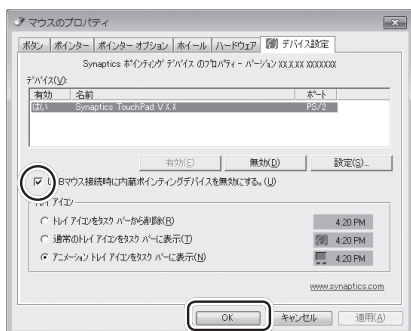 マウスのプロパティ
ボタン ポインター ポインター オプション ホイール ハードウェア デバイス設定
Synaptics ポインティング デバイス のプロパティ - バージョン XX.X.XX XXXXXXXX
デバイス(V):
有効 名前 ポート
はい Synaptics TouchPad V X.X PS/2
有効(E) 無効(D) 設定(S)...
Bマウス接続時に内蔵ポインティングデバイスを無効にする。(U)
トレイ アイコン
トレイ アイコンをタスク バーから削除(R) 4:20 PM
通常のトレイ アイコンをタスク バーに表示(T) 4:20 PM
アニメーション トレイ アイコンをタスク バーに表示(N) 4:20 PM
www.synaptics.com
OK キャンセル 適用(A)